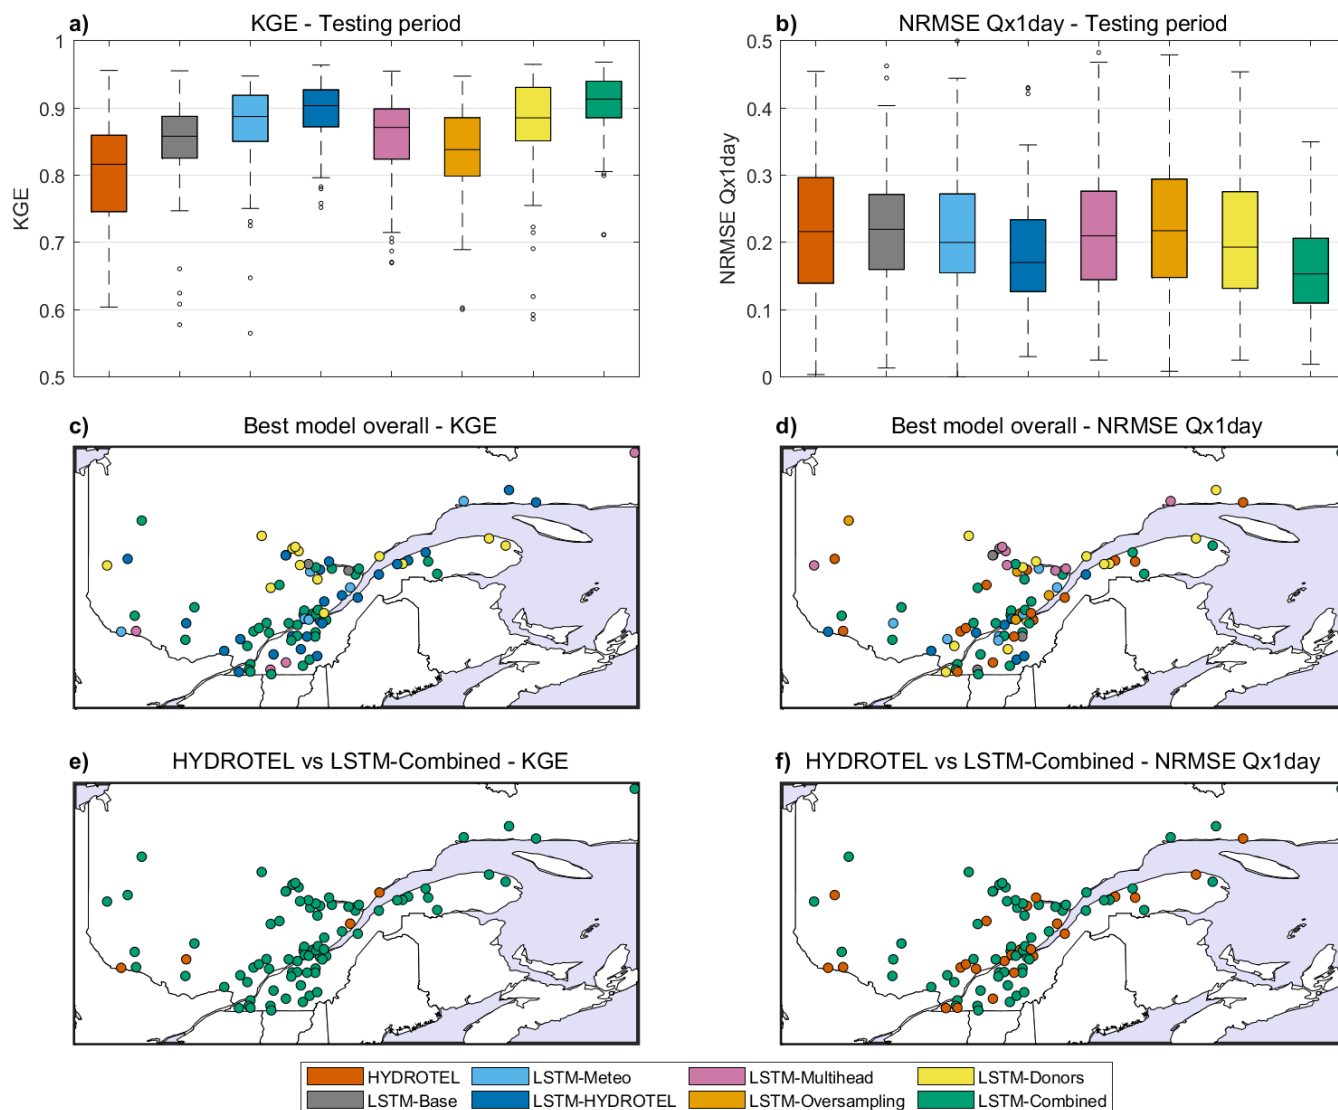 a) KGE - Testing period
1
0.9
0.8
0.7
0.6
0.5
KGE
b) NRMSE Qx1day - Testing period
0.5
0.4
0.3
0.2
0.1
0
NRMSE Qx1day
c) Best model overall - KGE
d) Best model overall - NRMSE Qx1day
e) HYDROTEL vs LSTM-Combined - KGE
f) HYDROTEL vs LSTM-Combined - NRMSE Qx1day
HYDROTEL LSTM-Meteo LSTM-Multihead LSTM-Donors
LSTM-Base LSTM-HYDROTEL LSTM-Oversampling LSTM-Combined